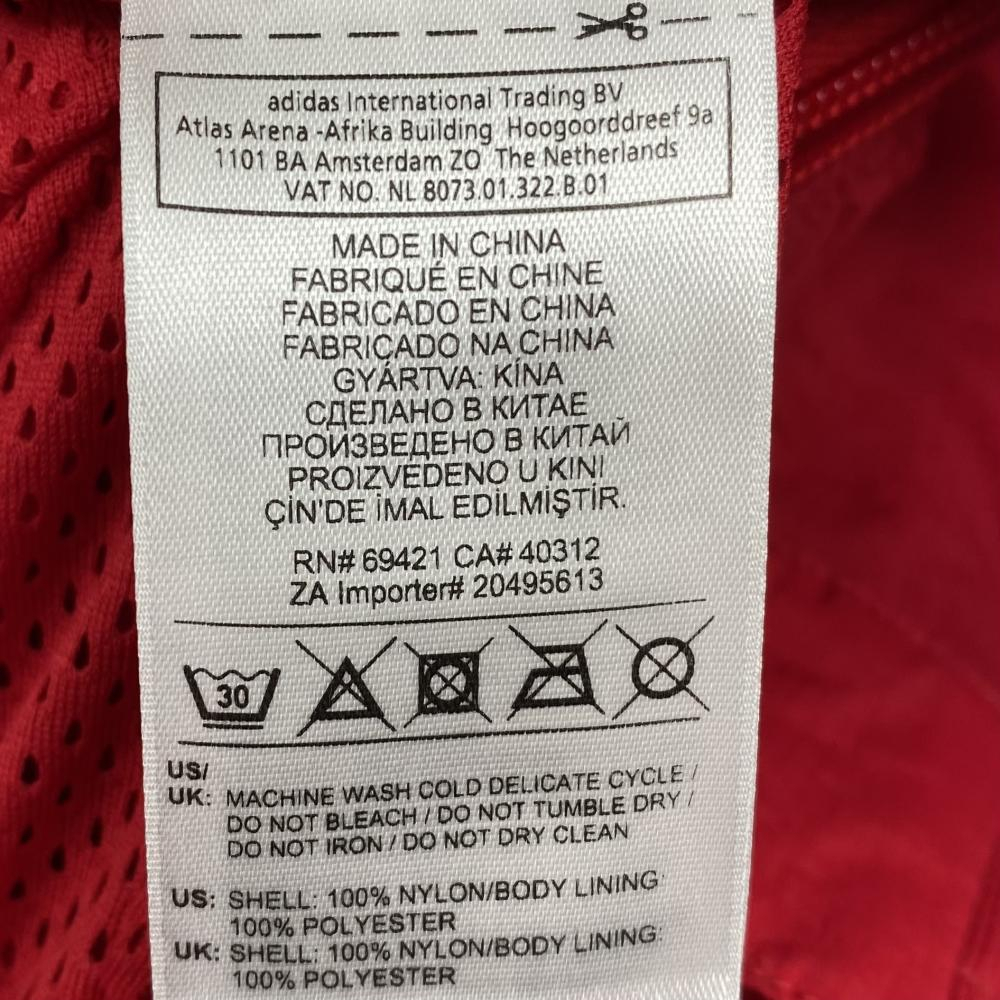 adidas International Trading BV
Atlas Arena -Afrika Building Hoogoorddreef 9a
1101 BA Amsterdam ZO The Netherlands
VAT NO. NL 8073.01.322.B.01
MADE IN CHINA
FABRIQUÉ EN CHINE
FABRICADO EN CHINA
FABRICADO NA CHINA
GYÁRTVA: KÍNA
СДЕЛАНО В КИТАЕ
ПРОИЗВЕДЕНО В КИТАЙ
PROIZVEDENO U KINI
ÇİN'DE İMAL EDİLMİŞTİR.
RN# 69421 CA# 40312
ZA Importer# 20495613
30
US/
UK: MACHINE WASH COLD DELICATE CYCLE /
DO NOT BLEACH / DO NOT TUMBLE DRY /
DO NOT IRON / DO NOT DRY CLEAN
US: SHELL: 100% NYLON/BODY LINING:
100% POLYESTER
UK: SHELL: 100% NYLON/BODY LINING:
100% POLYESTER